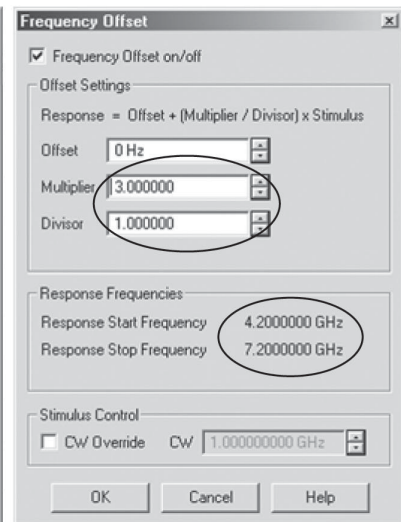 Frequency Offset
Frequency Offset on/off
Offset Settings
Response = Offset + (Multiplier / Divisor) x Stimulus
Offset 0 Hz
Multiplier 3.000000
Divisor 1.000000
Response Frequencies
Response Start Frequency 4.2000000 GHz
Response Stop Frequency 7.2000000 GHz
Stimulus Control
CW Override CW 1.000000000 GHz
OK Cancel Help